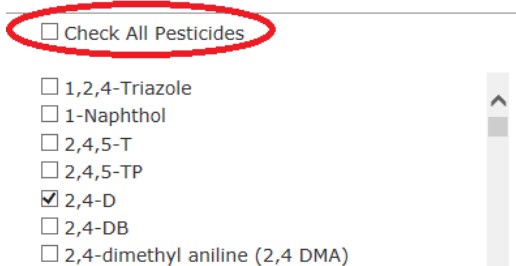 Check All Pesticides
1,2,4-Triazole
1-Naphthol
2,4,5-T
2,4,5-TP
2,4-D
2,4-DB
2,4-dimethyl aniline (2,4 DMA)